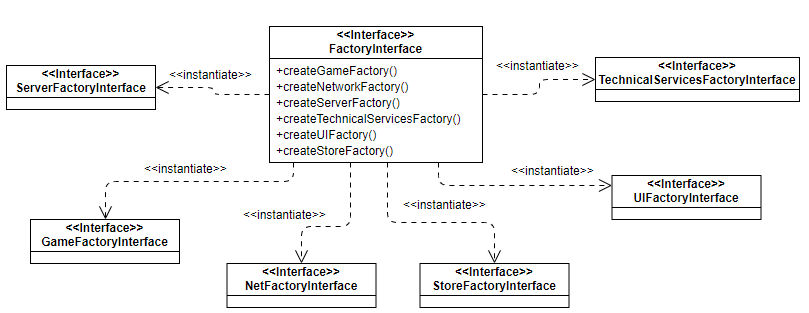 <<Interface>>
FactoryInterface
+createGameFactory()
+createNetworkFactory()
+createServerFactory()
+createTechnicalServicesFactory()
+createUIFactory()
+createStoreFactory()
<<instantiate>>
<<Interface>>
ServerFactoryInterface
<<instantiate>>
<<Interface>>
TechnicalServicesFactoryInterface
<<instantiate>>
<<Interface>>
GameFactoryInterface
<<instantiate>>
<<Interface>>
NetFactoryInterface
<<instantiate>>
<<Interface>>
StoreFactoryInterface
<<instantiate>>
<<Interface>>
UIFactoryInterface